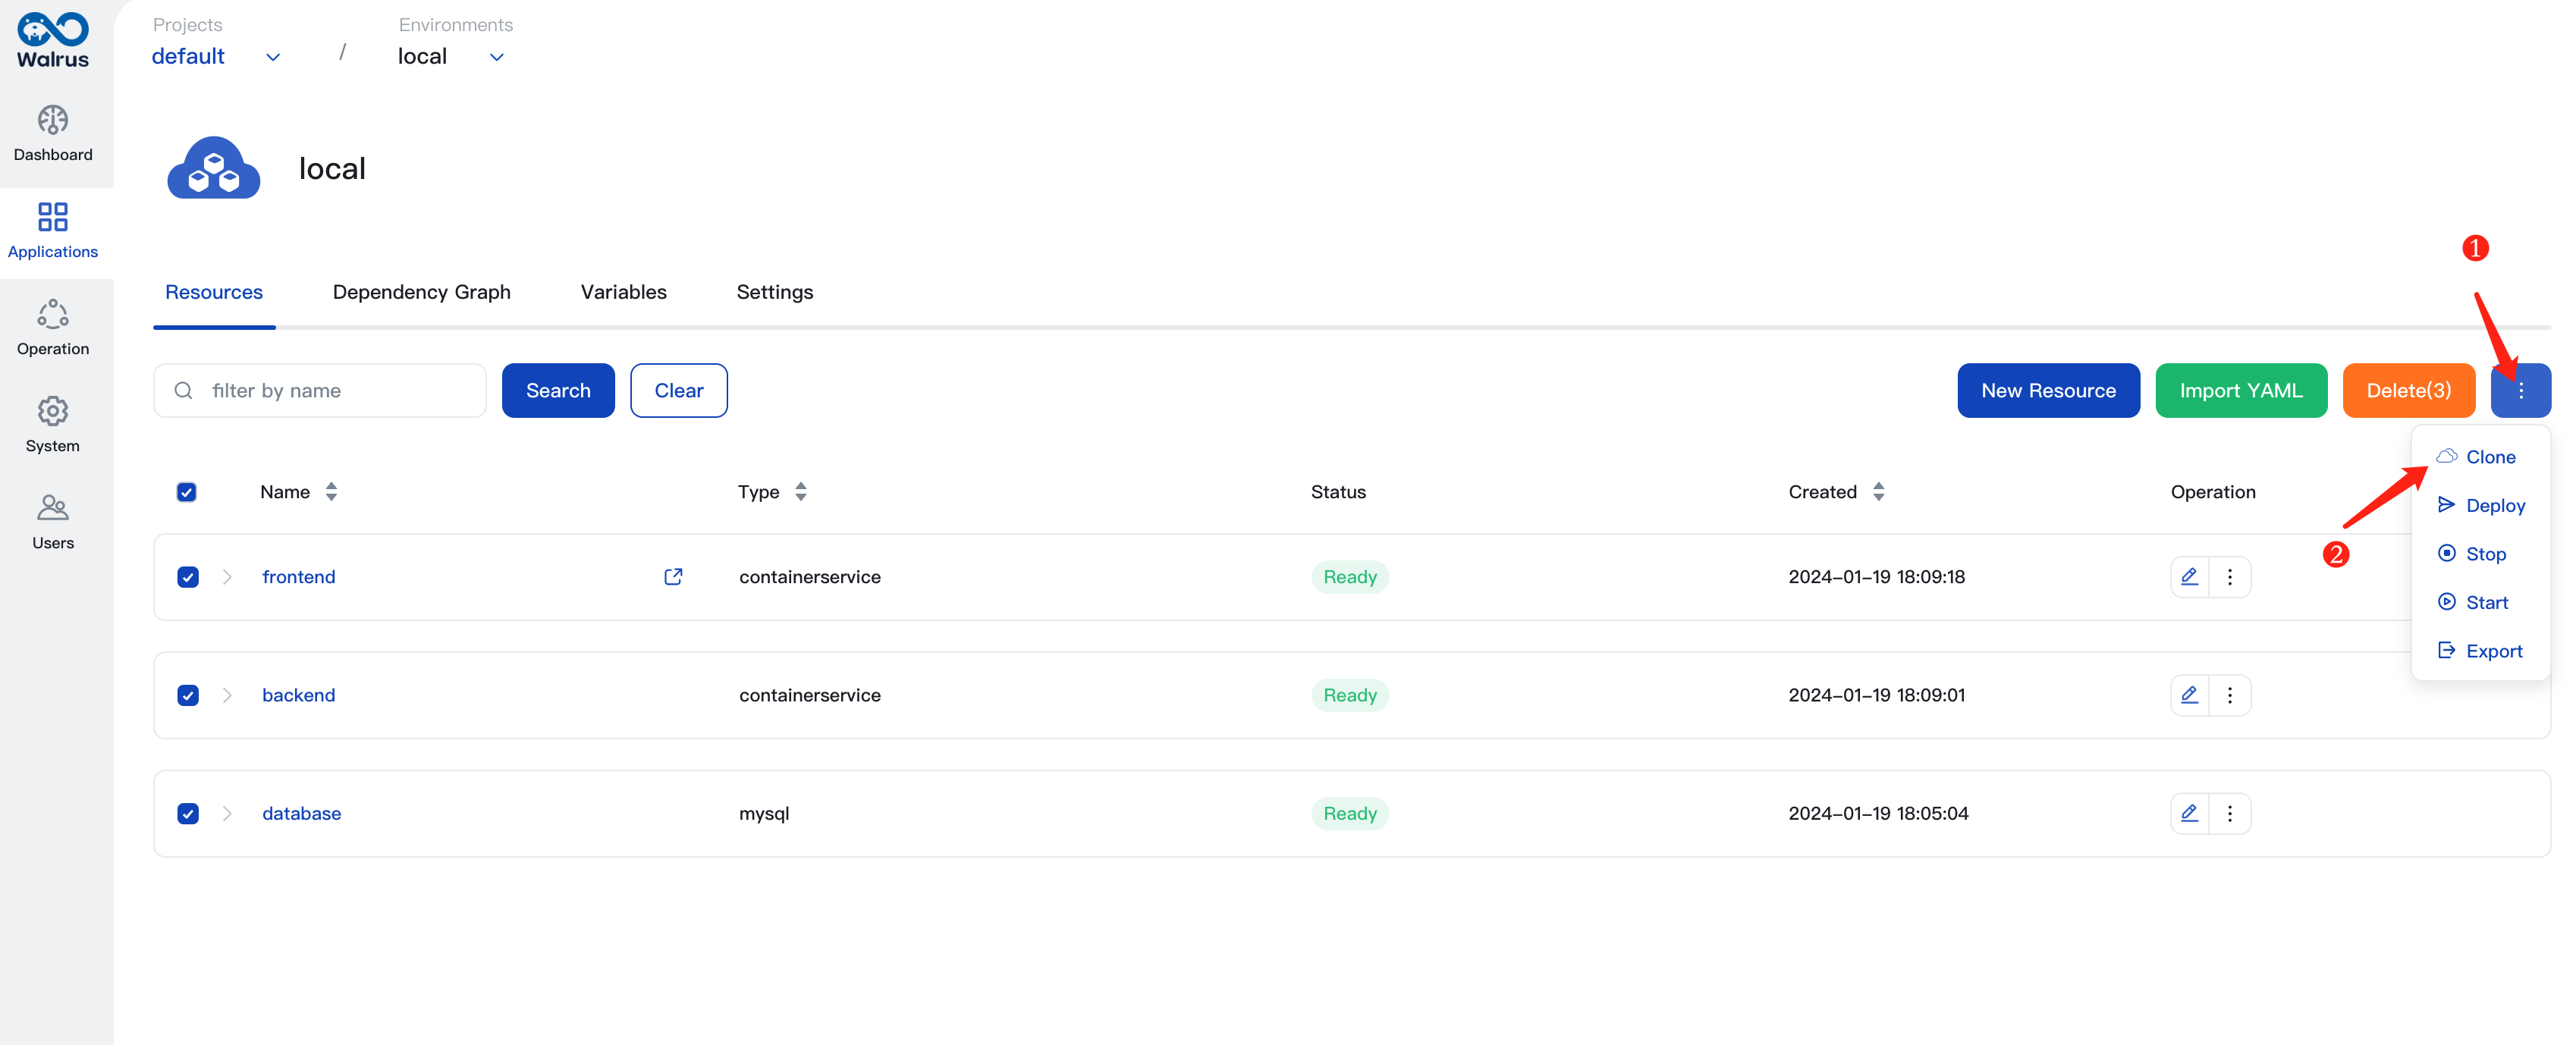 Walrus
Projects
Environments
default / local
Dashboard
Applications
Operation
System
Users
local
1
Resources Dependency Graph Variables Settings
filter by name Search Clear New Resource Import YAML Delete(3)
Clone
Deploy
Stop
Start
Export
2
Name Type Status Created Operation
frontend containerservice Ready 2024-01-19 18:09:18
backend containerservice Ready 2024-01-19 18:09:01
database mysql Ready 2024-01-19 18:05:04